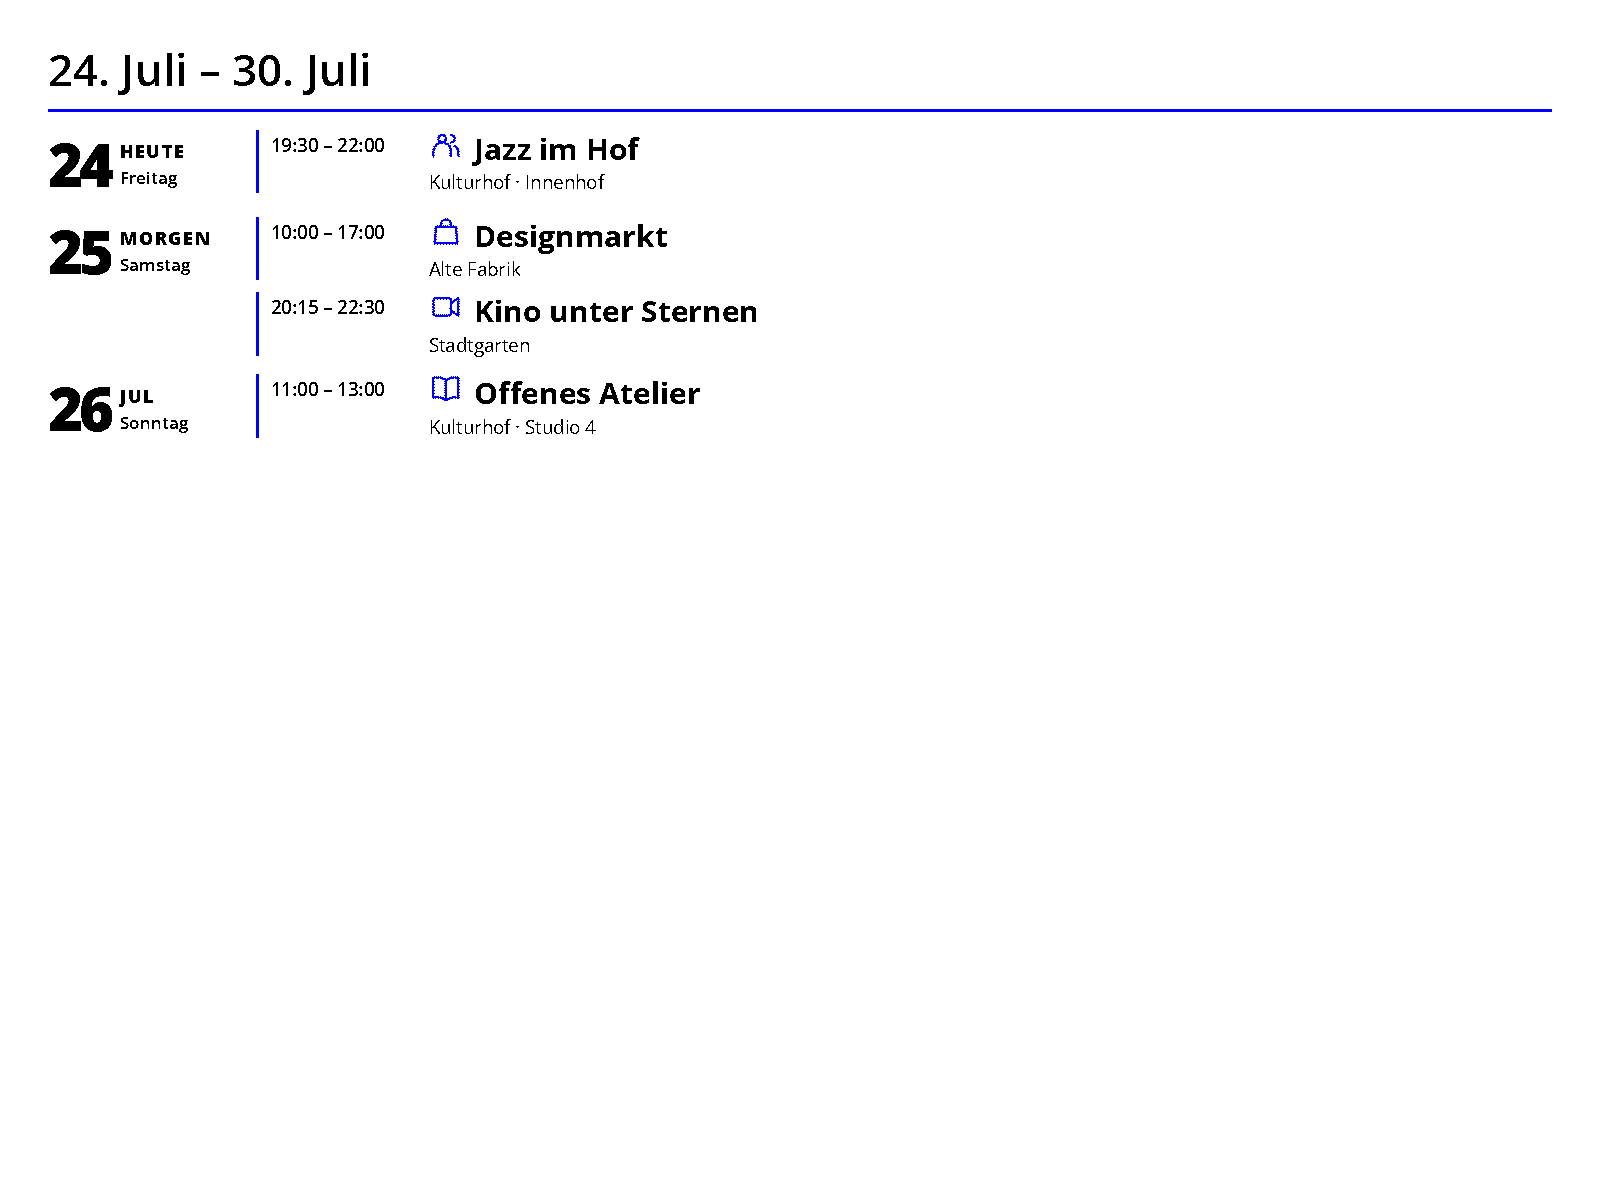 24. Juli – 30. Juli
24 HEUTE
Freitag
19:30 – 22:00
Jazz im Hof
Kulturhof · Innenhof
25 MORGEN
Samstag
10:00 – 17:00
Designmarkt
Alte Fabrik
20:15 – 22:30
Kino unter Sternen
Stadtgarten
26 JUL
Sonntag
11:00 – 13:00
Offenes Atelier
Kulturhof · Studio 4